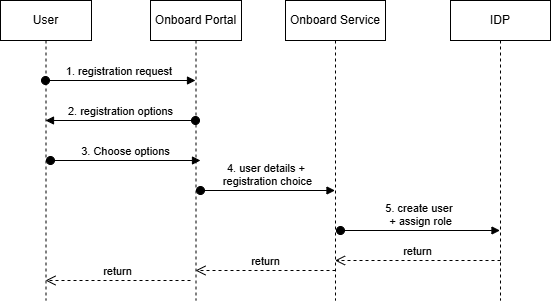 User
Onboard Portal
Onboard Service
IDP
1. registration request
2. registration options
3. Choose options
4. user details +
registration choice
5. create user
+ assign role
return
return
return